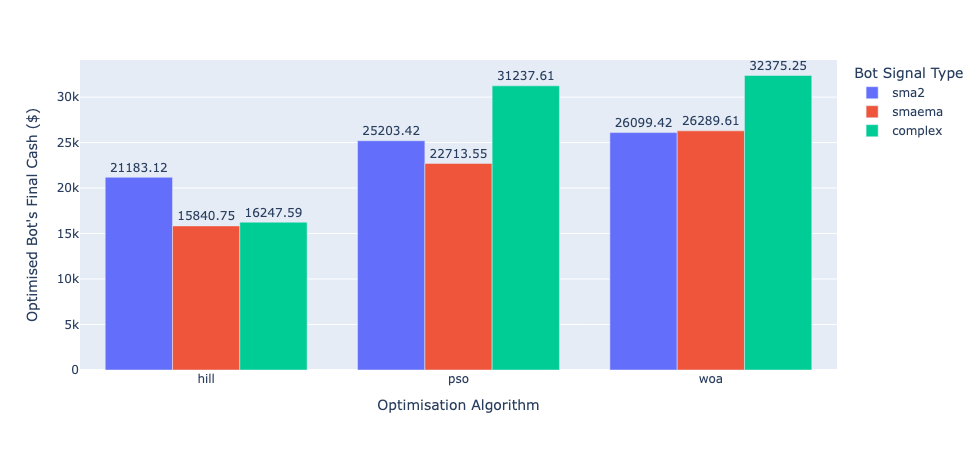 Optimised Bot's Final Cash ($)
30k
25k
20k
15k
10k
5k
0
21183.12
15840.75
16247.59
25203.42
22713.55
31237.61
26099.42
26289.61
32375.25
hill
pso
woa
Optimisation Algorithm
Bot Signal Type
sma2
smaema
complex